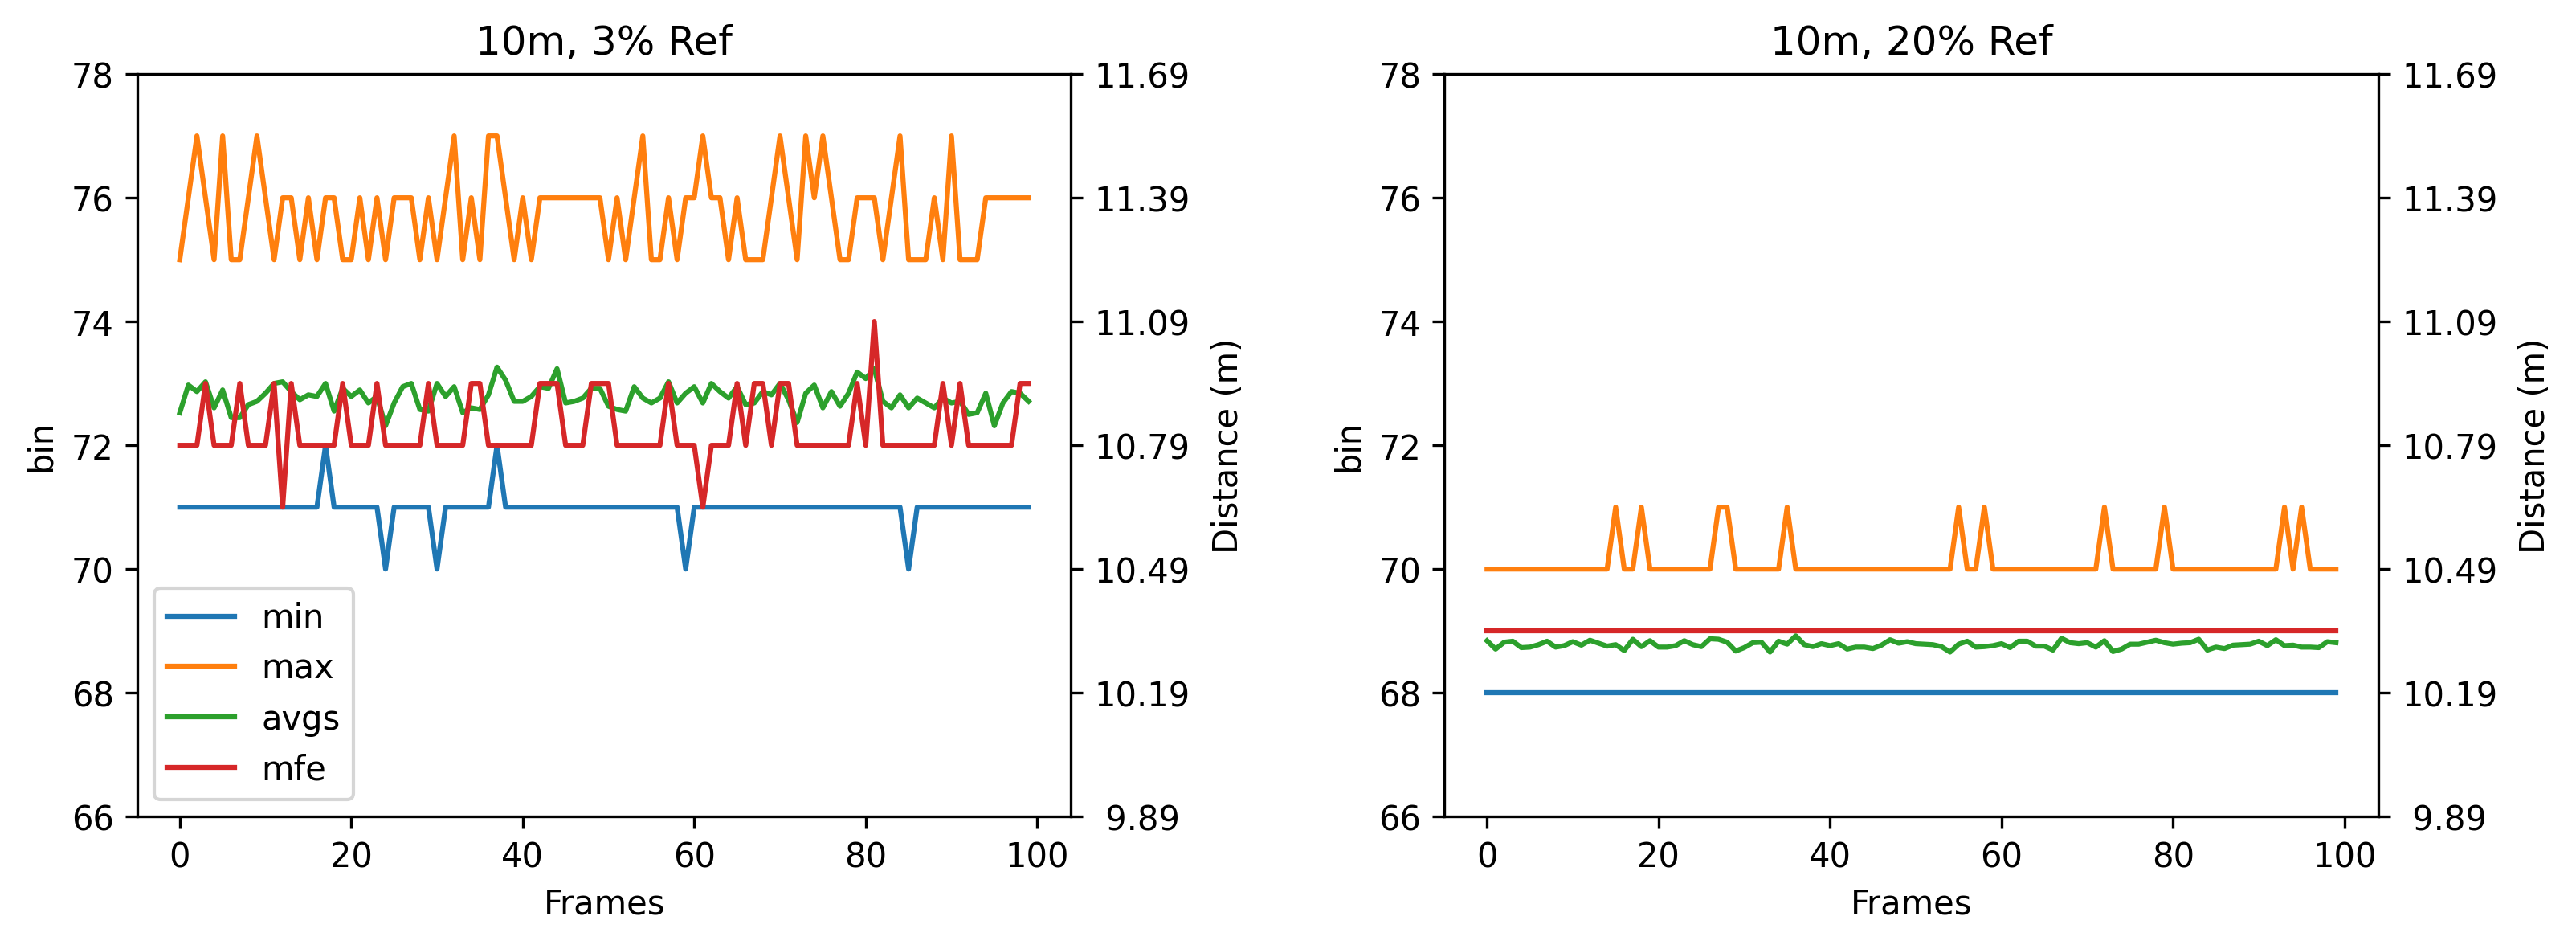 10m, 3% Ref
78
76
74
72
70
68
66
bin
11.69
11.39
11.09
10.79
10.49
10.19
9.89
Distance (m)
min
max
avgs
mfe
0 20 40 60 80 100
Frames
10m, 20% Ref
78
76
74
72
70
68
66
bin
11.69
11.39
11.09
10.79
10.49
10.19
9.89
Distance (m)
0 20 40 60 80 100
Frames